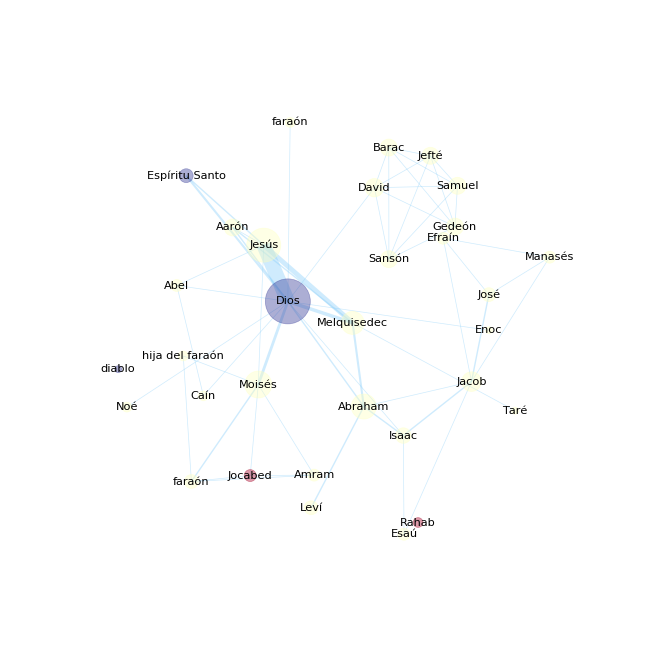 faraón
Barac
Jefté
Espíritu Santo
David
Samuel
Aarón
Gedeón
Efraín
Jesús
Sansón
Manasés
Abel
José
Dios
Melquisedec
Enoc
hija del faraón
diablo
Jacob
Moisés
Caín
Noé
Abraham
Taré
Isaac
Jocabed
Amram
faraón
Leví
Rahab
Esaú